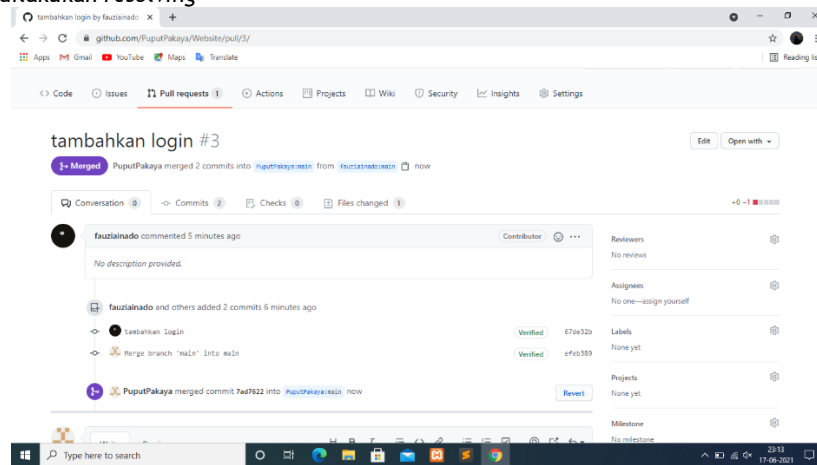 tambahkan login by fauziainado
github.com/PuputPakaya/Website/pull/3/
Apps Gmail YouTube Maps Translate Reading lis
Code Issues Pull requests 1 Actions Projects Wiki Security Insights Settings
tambahkan login #3
Edit Open with
Merged PuputPakaya merged 2 commits into PuputPakaya:main from fauziainado:main now
Conversation 0 Commits 2 Checks 0 Files changed 1 +0 −1
fauziainado commented 5 minutes ago Contributor
No description provided.
fauziainado and others added 2 commits 6 minutes ago
tambahkan login Verified 67de32b
Merge branch 'main' into main Verified efeb389
PuputPakaya merged commit 7ad7622 into PuputPakaya:main now Revert
Reviewers
No reviews
Assignees
No one—assign yourself
Labels
None yet
Projects
None yet
Milestone
No milestone
Type here to search
23:13
17-06-2021